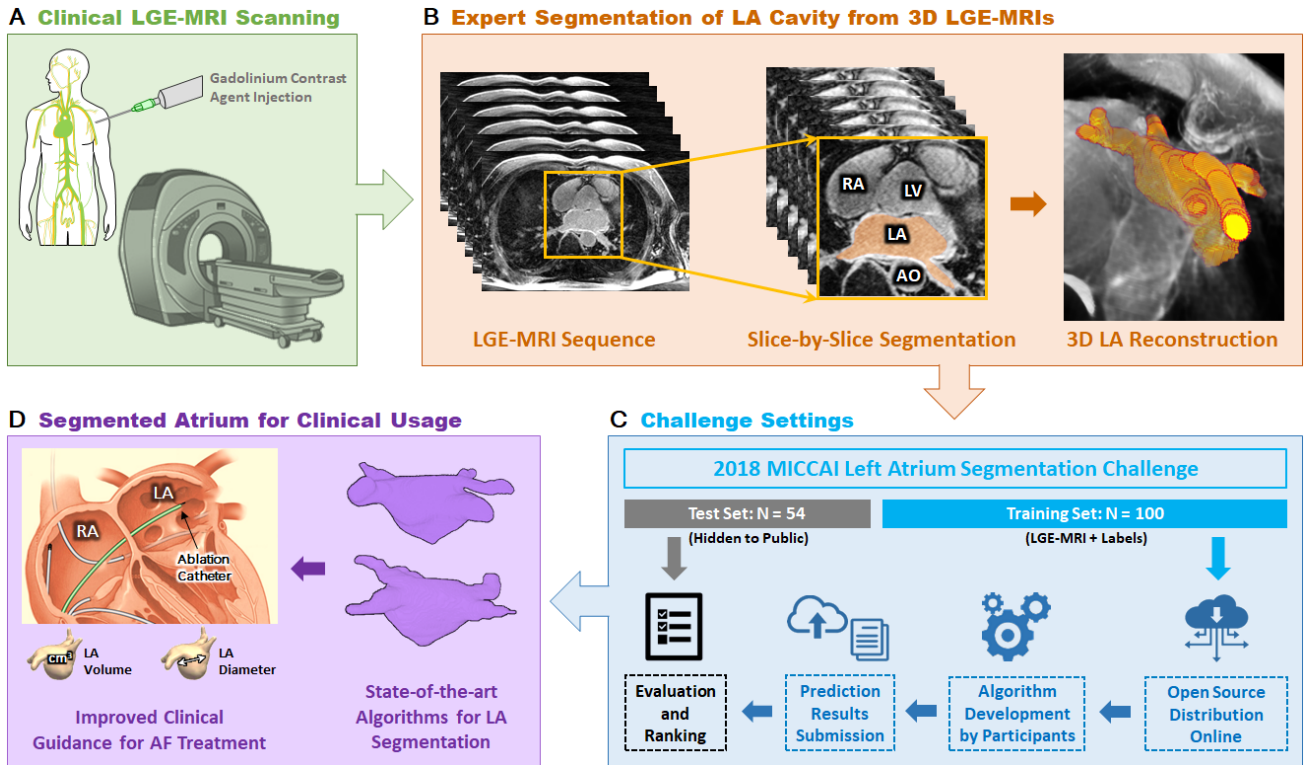 A Clinical LGE-MRI Scanning
Gadolinium Contrast
Agent Injection
B Expert Segmentation of LA Cavity from 3D LGE-MRIs
RA
LV
LA
AO
LGE-MRI Sequence
Slice-by-Slice Segmentation
3D LA Reconstruction
C Challenge Settings
2018 MICCAI Left Atrium Segmentation Challenge
Test Set: N = 54
(Hidden to Public)
Training Set: N = 100
(LGE-MRI + Labels)
Evaluation
and
Ranking
Prediction
Results
Submission
Algorithm
Development
by Participants
Open Source
Distribution
Online
D Segmented Atrium for Clinical Usage
LA
RA
Ablation
Catheter
cm³
LA
Volume
LA
Diameter
Improved Clinical
Guidance for AF Treatment
State-of-the-art
Algorithms for LA
Segmentation